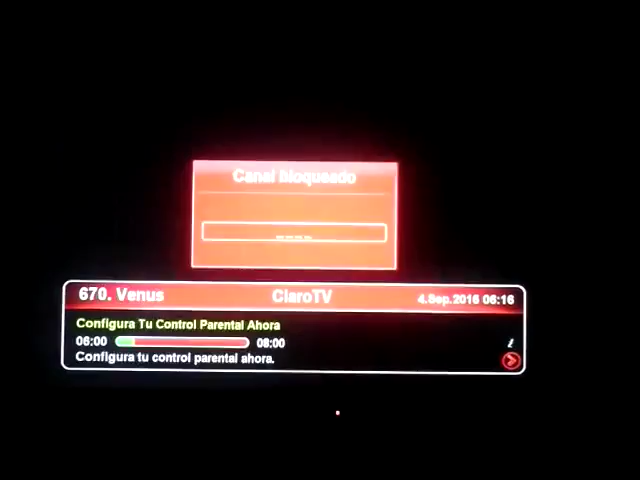 Canal bloqueado
_ _ _ _
670. Venus ClaroTV 4.Sep.2016 06:16
Configura Tu Control Parental Ahora
06:00 08:00
Configura tu control parental ahora.
i